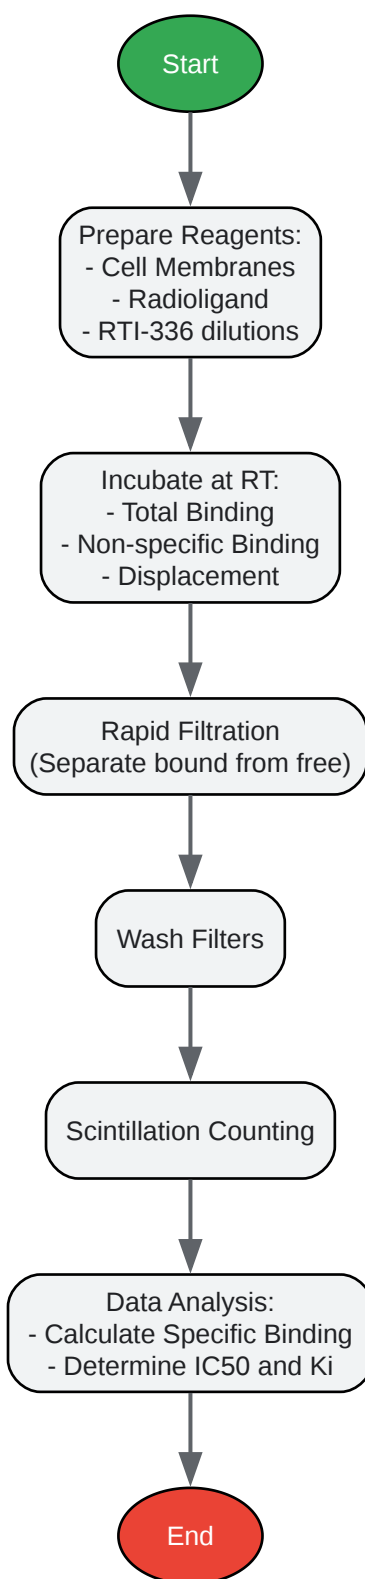 Start
Prepare Reagents:
- Cell Membranes
- Radioligand
- RTI-336 dilutions
Incubate at RT:
- Total Binding
- Non-specific Binding
- Displacement
Rapid Filtration
(Separate bound from free)
Wash Filters
Scintillation Counting
Data Analysis:
- Calculate Specific Binding
- Determine IC50 and Ki
End